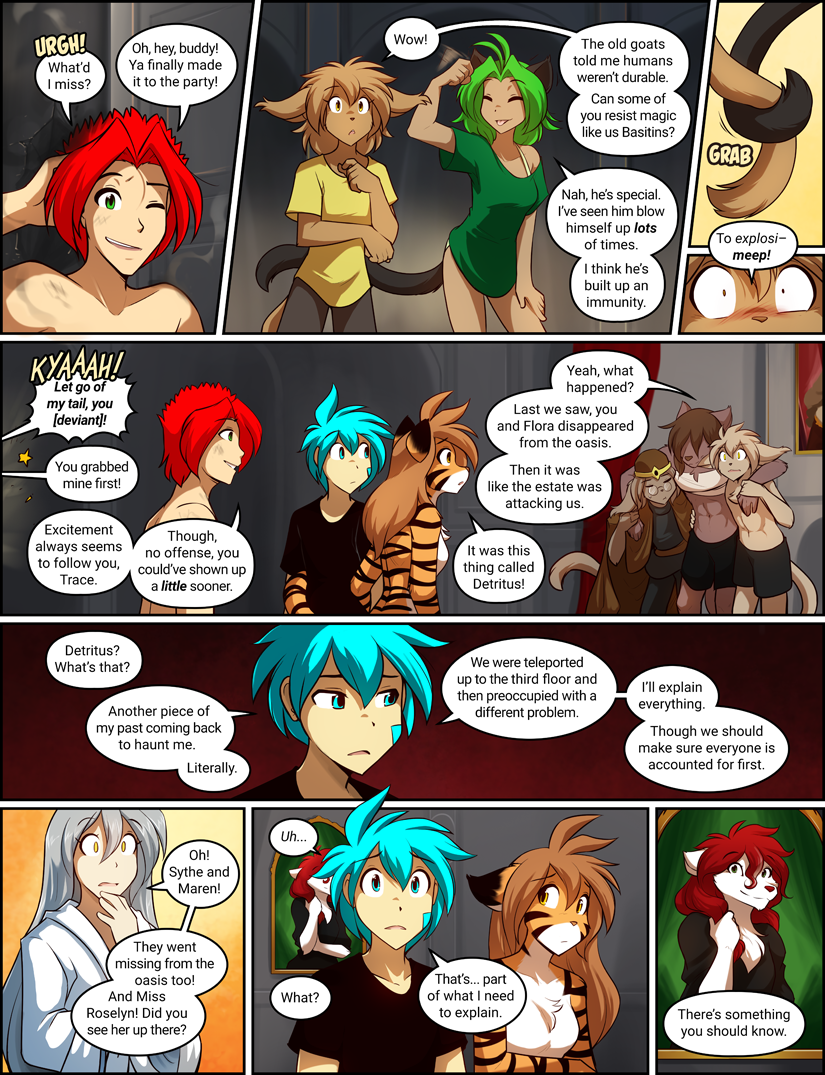 URGH!
What'd
I miss?
Oh, hey, buddy!
Ya finally made
it to the party!
Wow!
The old goats
told me humans
weren't durable.
Can some of
you resist magic
like us Basitins?
Nah, he's special.
I've seen him blow
himself up lots
of times.
I think he's
built up an
immunity.
GRAB
To explosi–
meep!
KYAAAH!
Let go of
my tail, you
[deviant]!
You grabbed
mine first!
Excitement
always seems
to follow you,
Trace.
Though,
no offense, you
could've shown up
a little sooner.
Yeah, what
happened?
Last we saw, you
and Flora disappeared
from the oasis.
Then it was
like the estate was
attacking us.
It was this
thing called
Detritus!
Detritus?
What's that?
Another piece of
my past coming back
to haunt me.
Literally.
We were teleported
up to the third floor and
then preoccupied with a
different problem.
I'll explain
everything.
Though we should
make sure everyone is
accounted for first.
Oh!
Sythe and
Maren!
They went
missing from the
oasis too!
And Miss
Roselyn! Did you
see her up there?
Uh...
What?
That's... part
of what I need
to explain.
There's something
you should know.